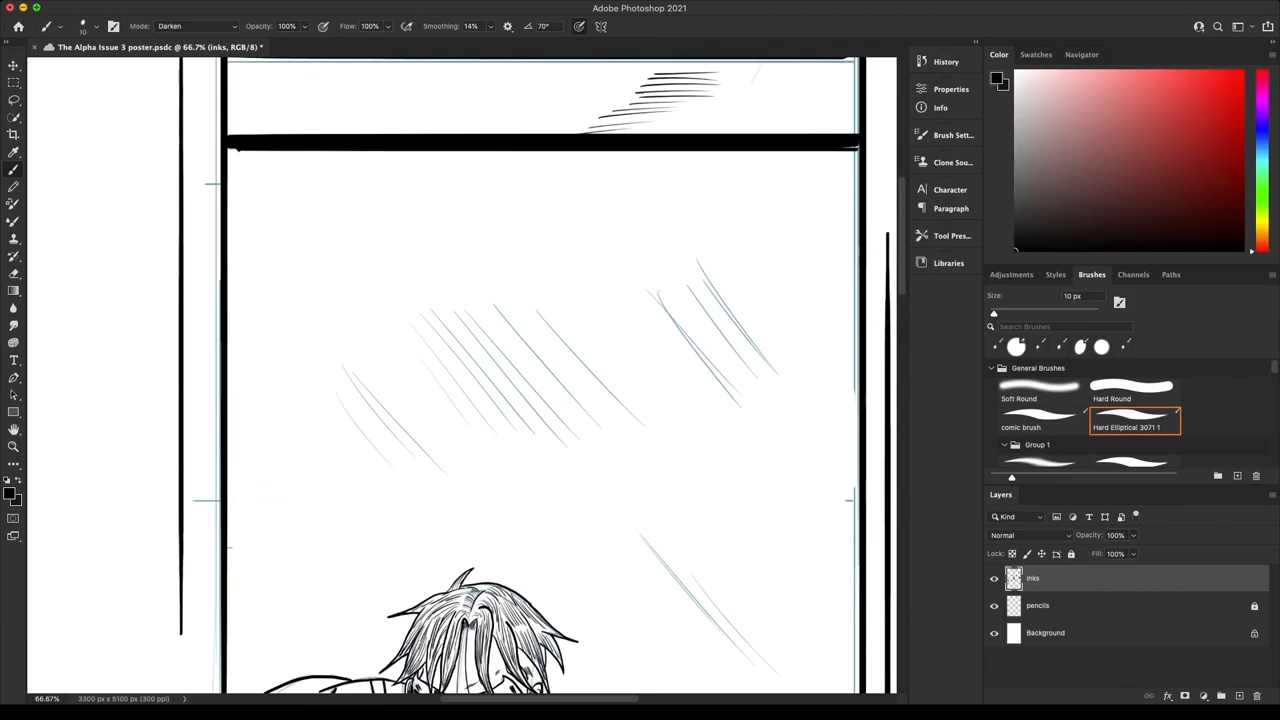 Adobe Photoshop 2021
Mode: Darken Opacity: 100% Flow: 100% Smoothing: 14% 70°
10
The Alpha Issue 3 poster.psdc @ 66.7% (inks, RGB/8) *
History
Properties
Info
Brush Sett...
Clone Sou...
Character
Paragraph
Tool Pres...
Libraries
Color Swatches Navigator
Adjustments Styles Brushes Channels Paths
Size: 10 px
Search Brushes
General Brushes
Soft Round Hard Round
comic brush Hard Elliptical 3071 1
Group 1
Layers
Kind
Normal Opacity: 100%
Lock: Fill: 100%
inks
pencils
Background
66.67% 3300 px x 5100 px (300 ppi)